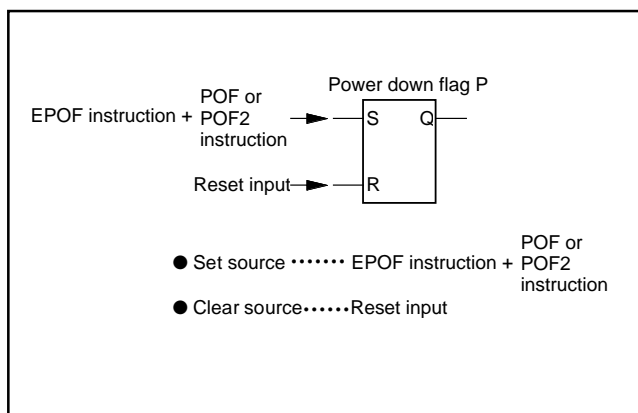 Power down flag P
EPOF instruction + POF or
POF2
instruction
S Q
Reset input
R
● Set source ······· EPOF instruction + POF or
POF2
instruction
● Clear source ······ Reset input